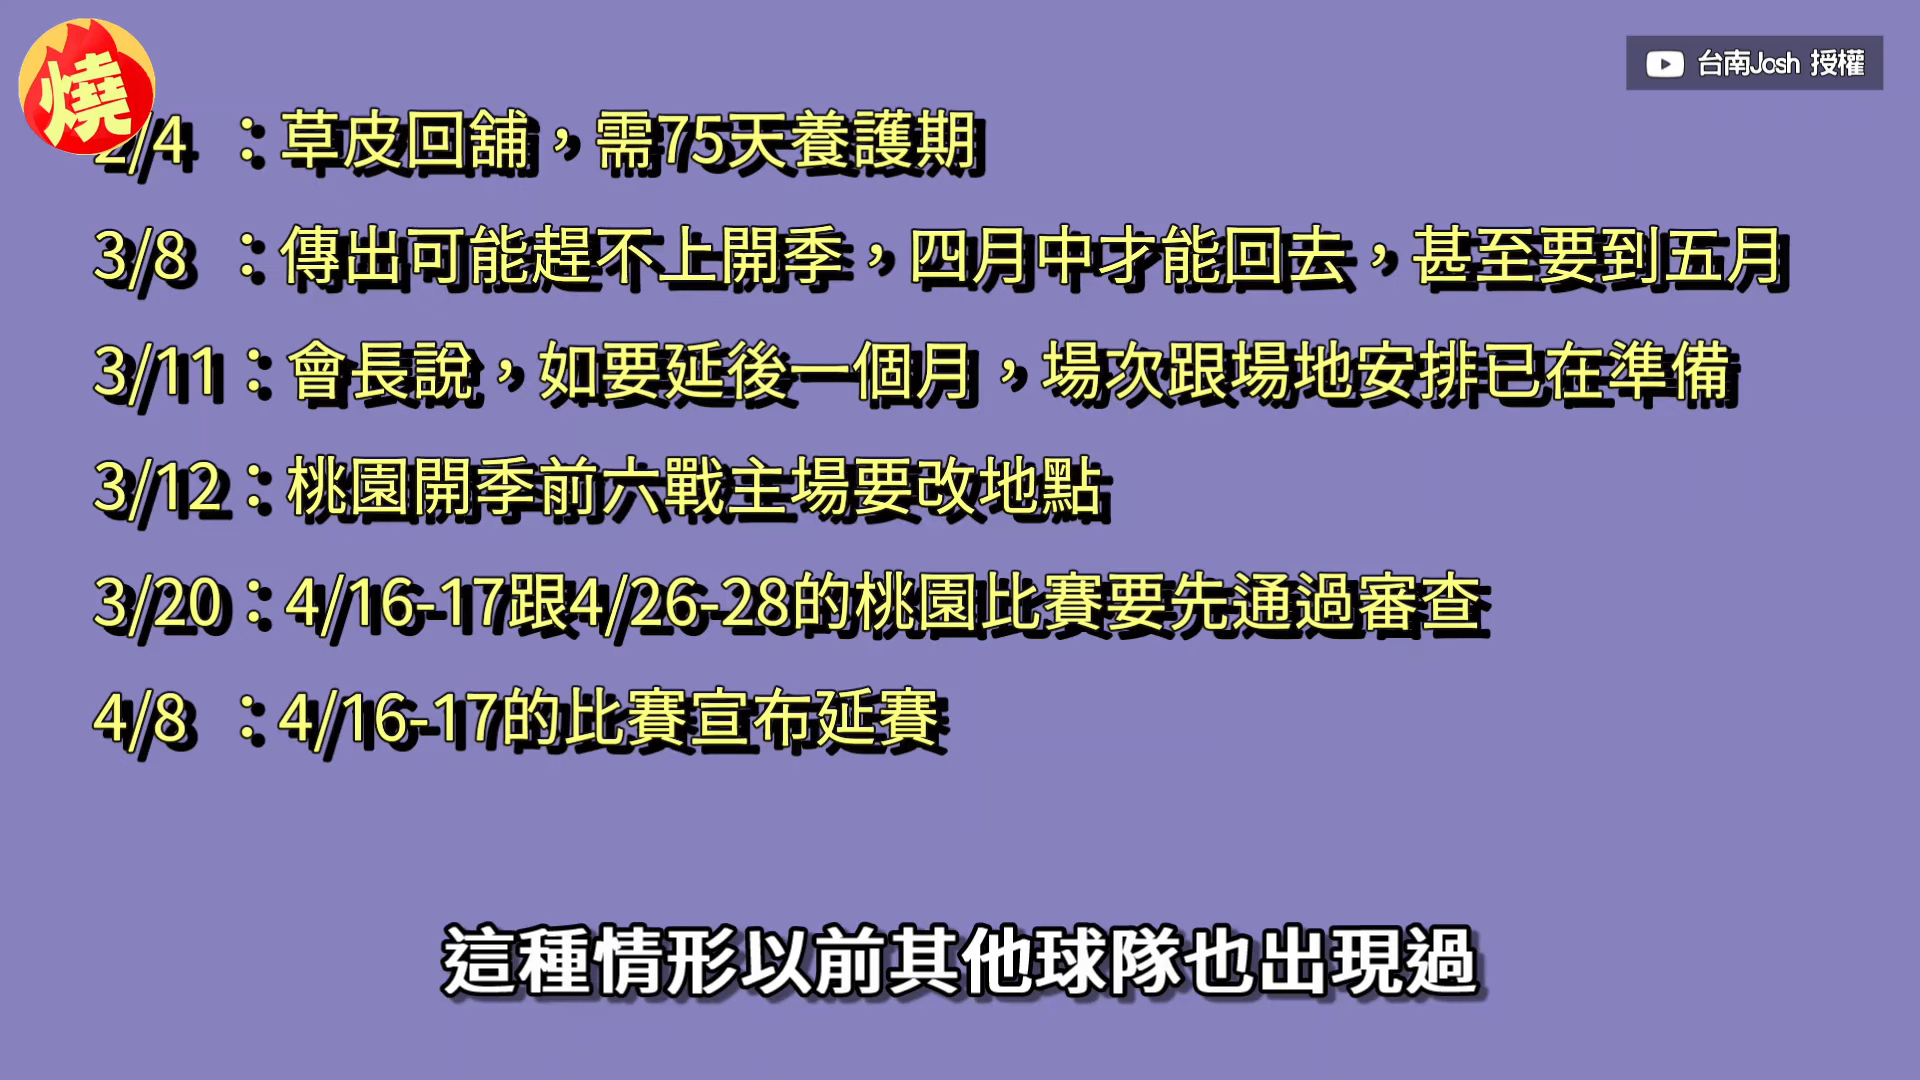 燒
台南Josh 授權
2/4 ：草皮回舖，需75天養護期
3/8 ：傳出可能趕不上開季，四月中才能回去，甚至要到五月
3/11：會長說，如要延後一個月，場次跟場地安排已在準備
3/12：桃園開季前六戰主場要改地點
3/20：4/16-17跟4/26-28的桃園比賽要先通過審查
4/8 ：4/16-17的比賽宣布延賽
這種情形以前其他球隊也出現過